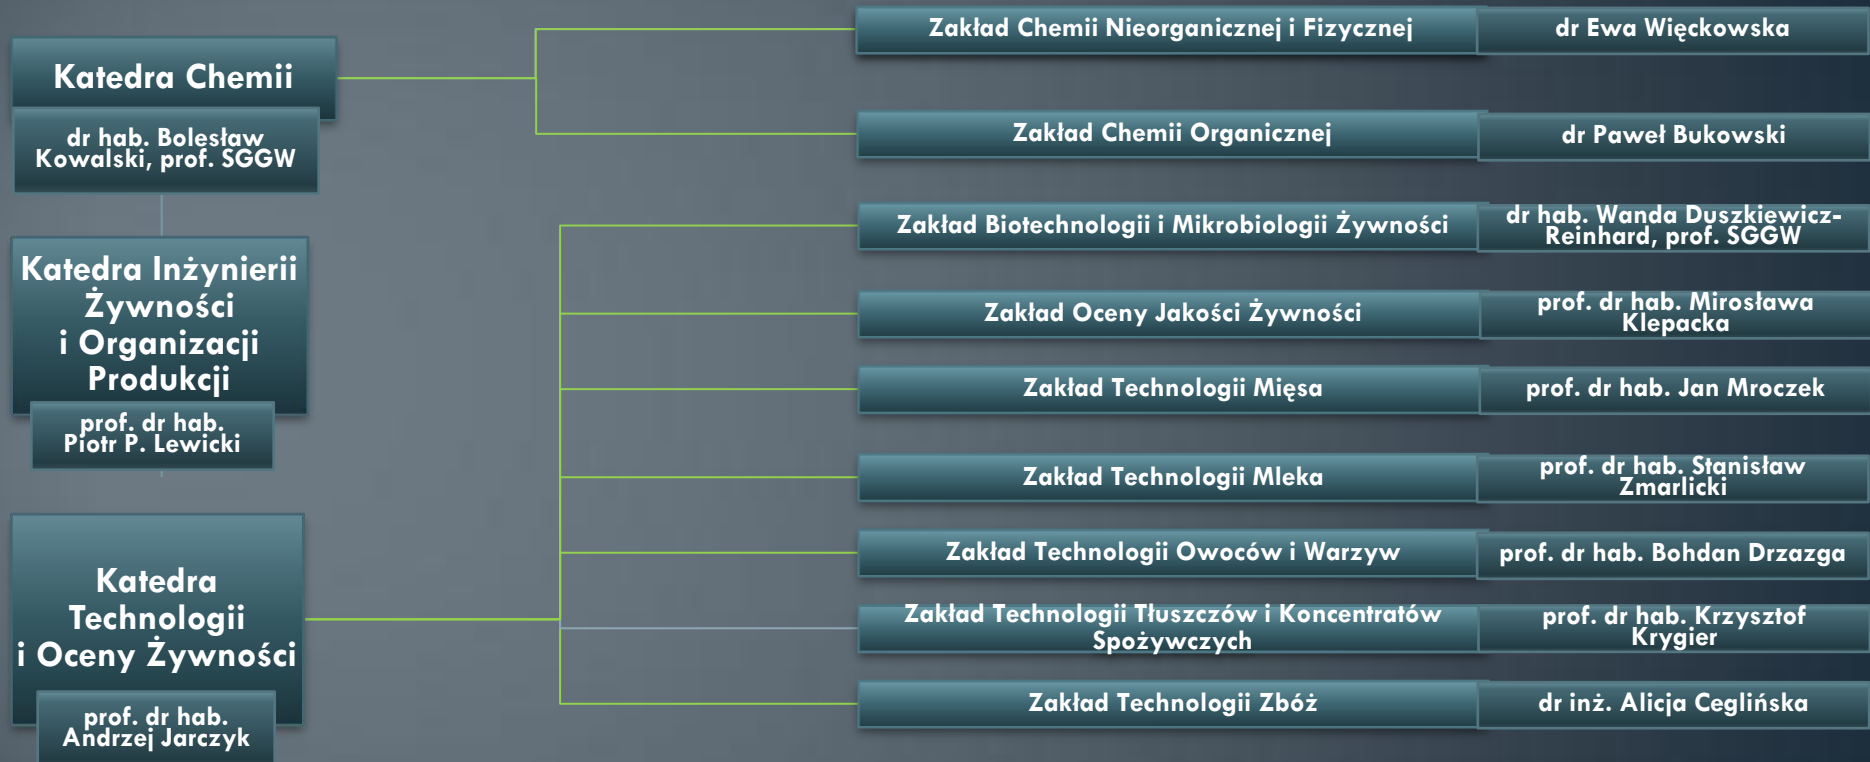 Katedra Chemii
dr hab. Bolesław
Kowalski, prof. SGGW
Zakład Chemii Nieorganicznej i Fizycznej
dr Ewa Więckowska
Zakład Chemii Organicznej
dr Paweł Bukowski
Katedra Inżynierii
Żywności
i Organizacji
Produkcji
prof. dr hab.
Piotr P. Lewicki
Katedra
Technologii
i Oceny Żywności
prof. dr hab.
Andrzej Jarczyk
Zakład Biotechnologii i Mikrobiologii Żywności
dr hab. Wanda Duszkiewicz-
Reinhard, prof. SGGW
Zakład Oceny Jakości Żywności
prof. dr hab. Mirosława
Klepacka
Zakład Technologii Mięsa
prof. dr hab. Jan Mroczek
Zakład Technologii Mleka
prof. dr hab. Stanisław
Zmarlicki
Zakład Technologii Owoców i Warzyw
prof. dr hab. Bohdan Drzazga
Zakład Technologii Tłuszczów i Koncentratów
Spożywczych
prof. dr hab. Krzysztof
Krygier
Zakład Technologii Zbóż
dr inż. Alicja Ceglińska